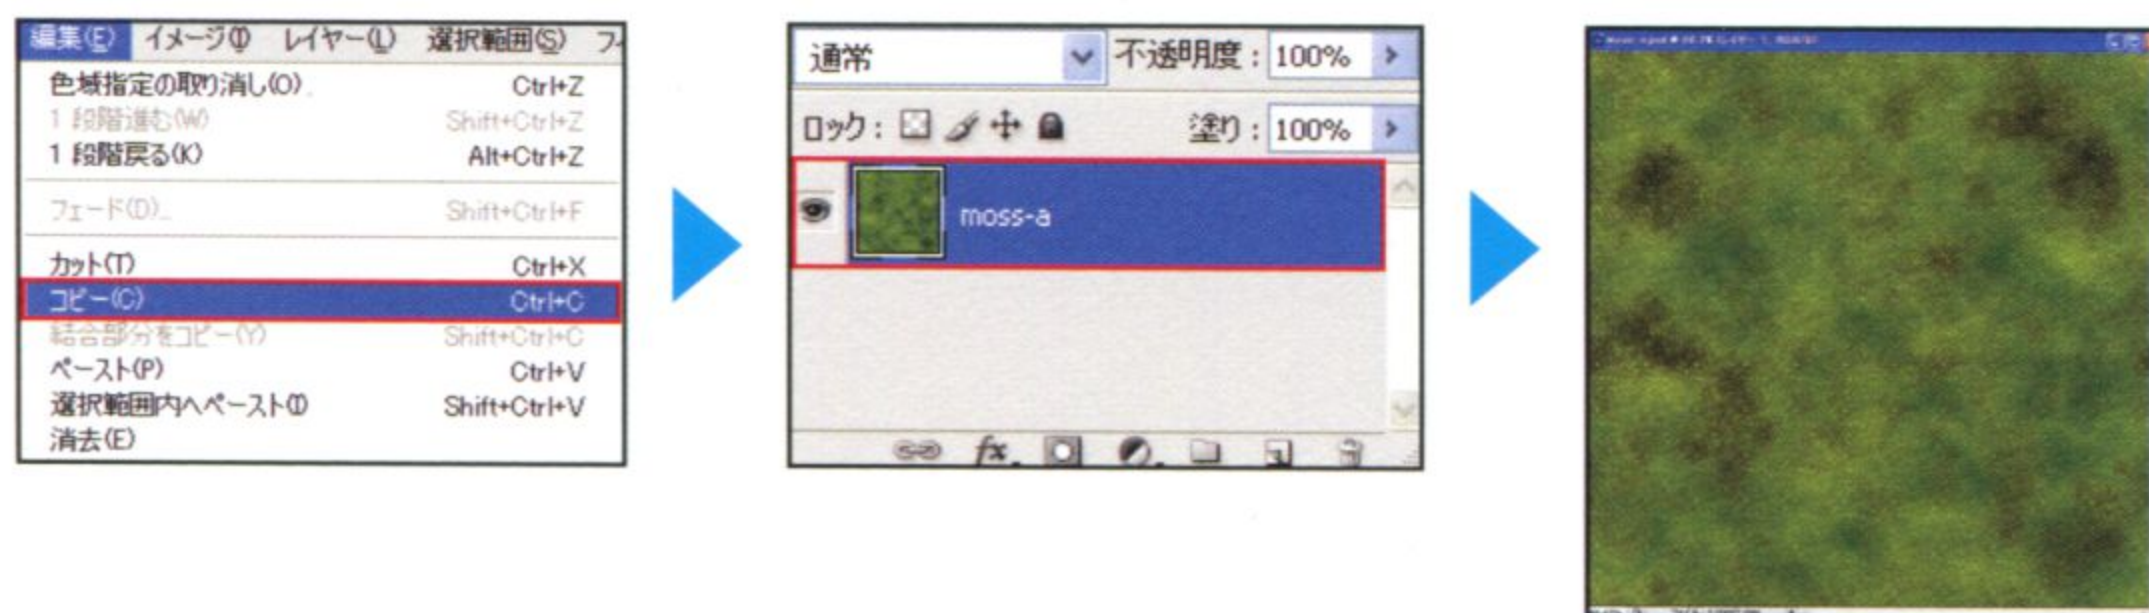 編集(E) イメージ(I) レイヤー(L) 選択範囲(S) フ
色域指定の取り消し(O) Ctrl+Z
1 段階進む(W) Shift+Ctrl+Z
1 段階戻る(K) Alt+Ctrl+Z
フェード(D)... Shift+Ctrl+F
カット(T) Ctrl+X
コピー(C) Ctrl+C
結合部分をコピー(Y) Shift+Ctrl+C
ペースト(P) Ctrl+V
選択範囲内へペースト(I) Shift+Ctrl+V
消去(E)
通常 不透明度: 100%
ロック: 塗り: 100%
moss-a
fx.